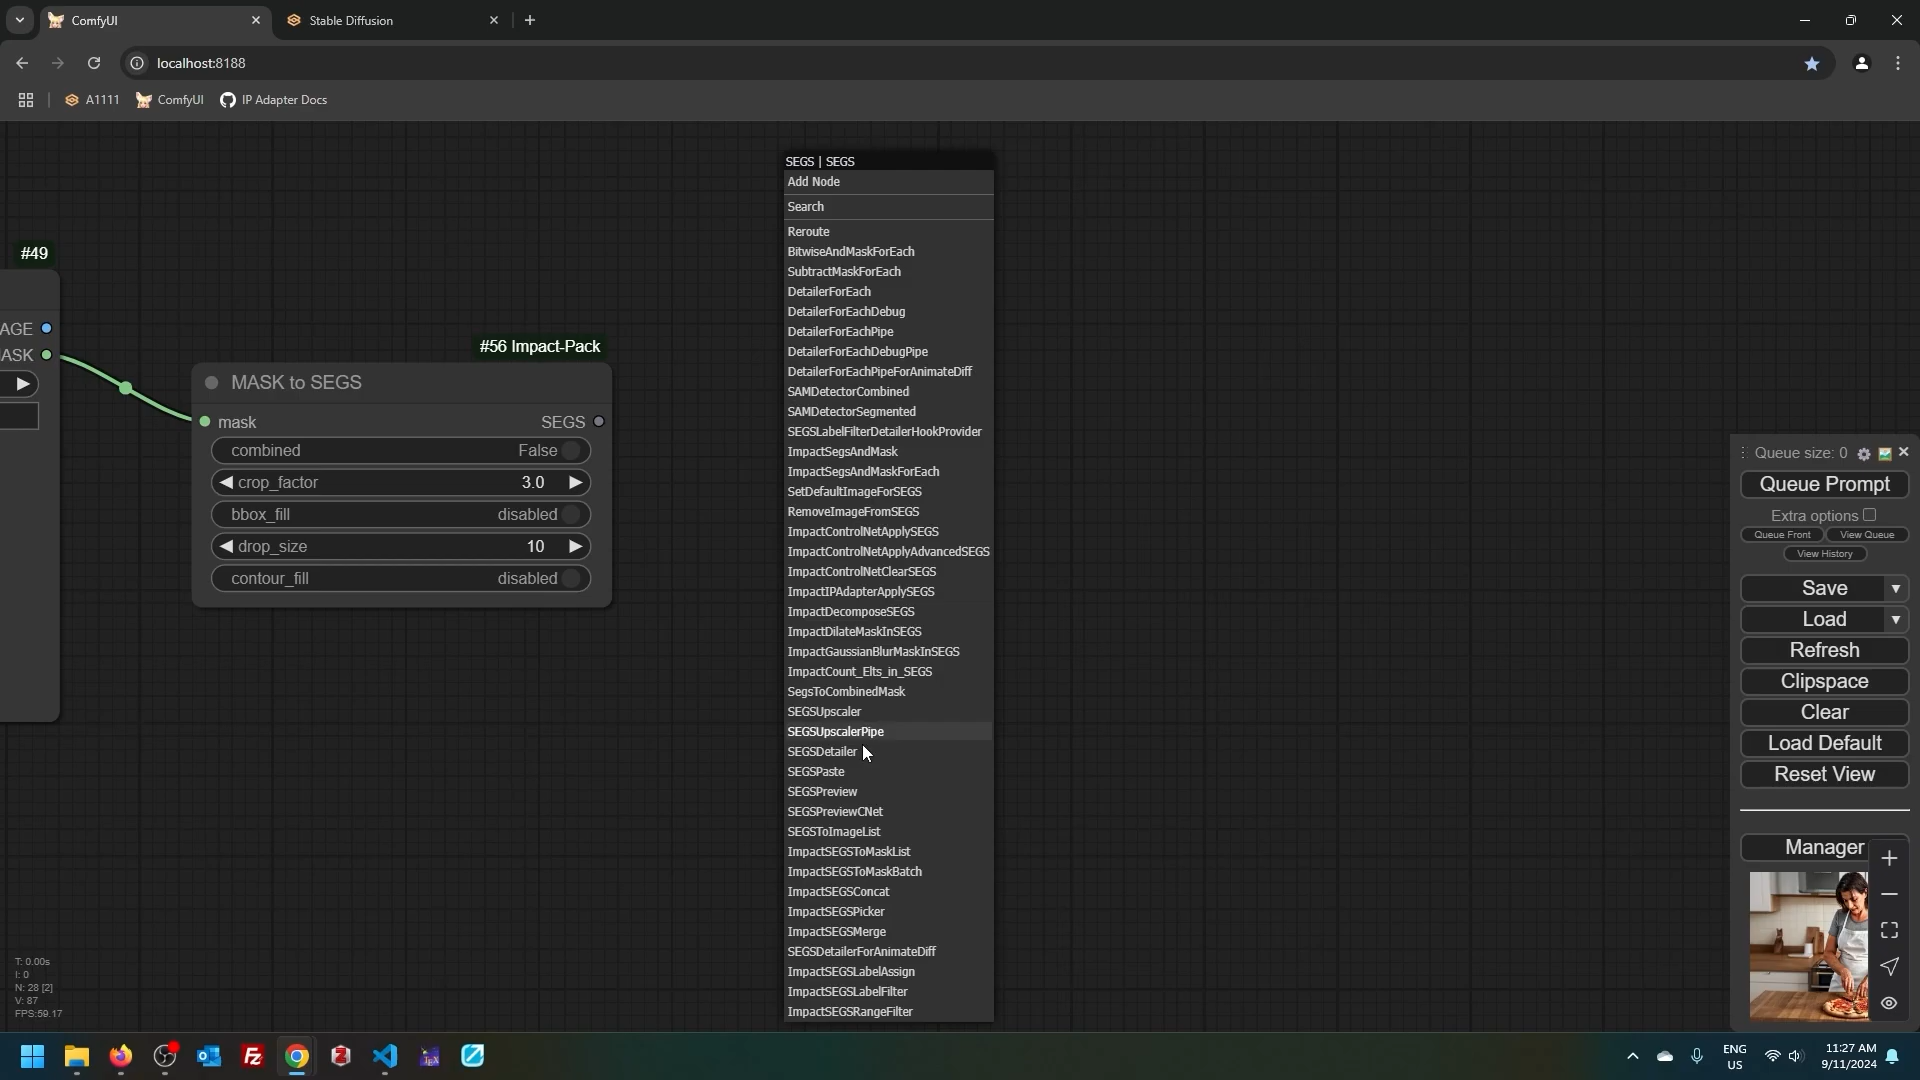 ComfyUI
Stable Diffusion
localhost:8188
A1111
ComfyUI
IP Adapter Docs
#49
AGE
ASK
#56 Impact-Pack
MASK to SEGS
mask
SEGS
combined
False
crop_factor
3.0
bbox_fill
disabled
drop_size
10
contour_fill
disabled
SEGS | SEGS
Add Node
Search
Reroute
BitwiseAndMaskForEach
SubtractMaskForEach
DetailerForEach
DetailerForEachDebug
DetailerForEachPipe
DetailerForEachDebugPipe
DetailerForEachPipeForAnimateDiff
SAMDetectorCombined
SAMDetectorSegmented
SEGSLabelFilterDetailerHookProvider
ImpactSegsAndMask
ImpactSegsAndMaskForEach
SetDefaultImageForSEGS
RemoveImageFromSEGS
ImpactControlNetApplySEGS
ImpactControlNetApplyAdvancedSEGS
ImpactControlNetClearSEGS
ImpactIPAdapterApplySEGS
ImpactDecomposeSEGS
ImpactDilateMaskInSEGS
ImpactGaussianBlurMaskInSEGS
ImpactCount_Elts_in_SEGS
SegsToCombinedMask
SEGSUpscaler
SEGSUpscalerPipe
SEGSDetailer
SEGSPaste
SEGSPreview
SEGSPreviewCNet
SEGSToImageList
ImpactSEGSToMaskList
ImpactSEGSToMaskBatch
ImpactSEGSConcat
ImpactSEGSPicker
ImpactSEGSMerge
SEGSDetailerForAnimateDiff
ImpactSEGSLabelAssign
ImpactSEGSLabelFilter
ImpactSEGSRangeFilter
Queue size: 0
Queue Prompt
Extra options
Queue Front
View Queue
View History
Save
Load
Refresh
Clipspace
Clear
Load Default
Reset View
Manager
T: 0.00s
I: 0
N: 28 [2]
V: 87
FPS:59.17
ENG
US
11:27 AM
9/11/2024